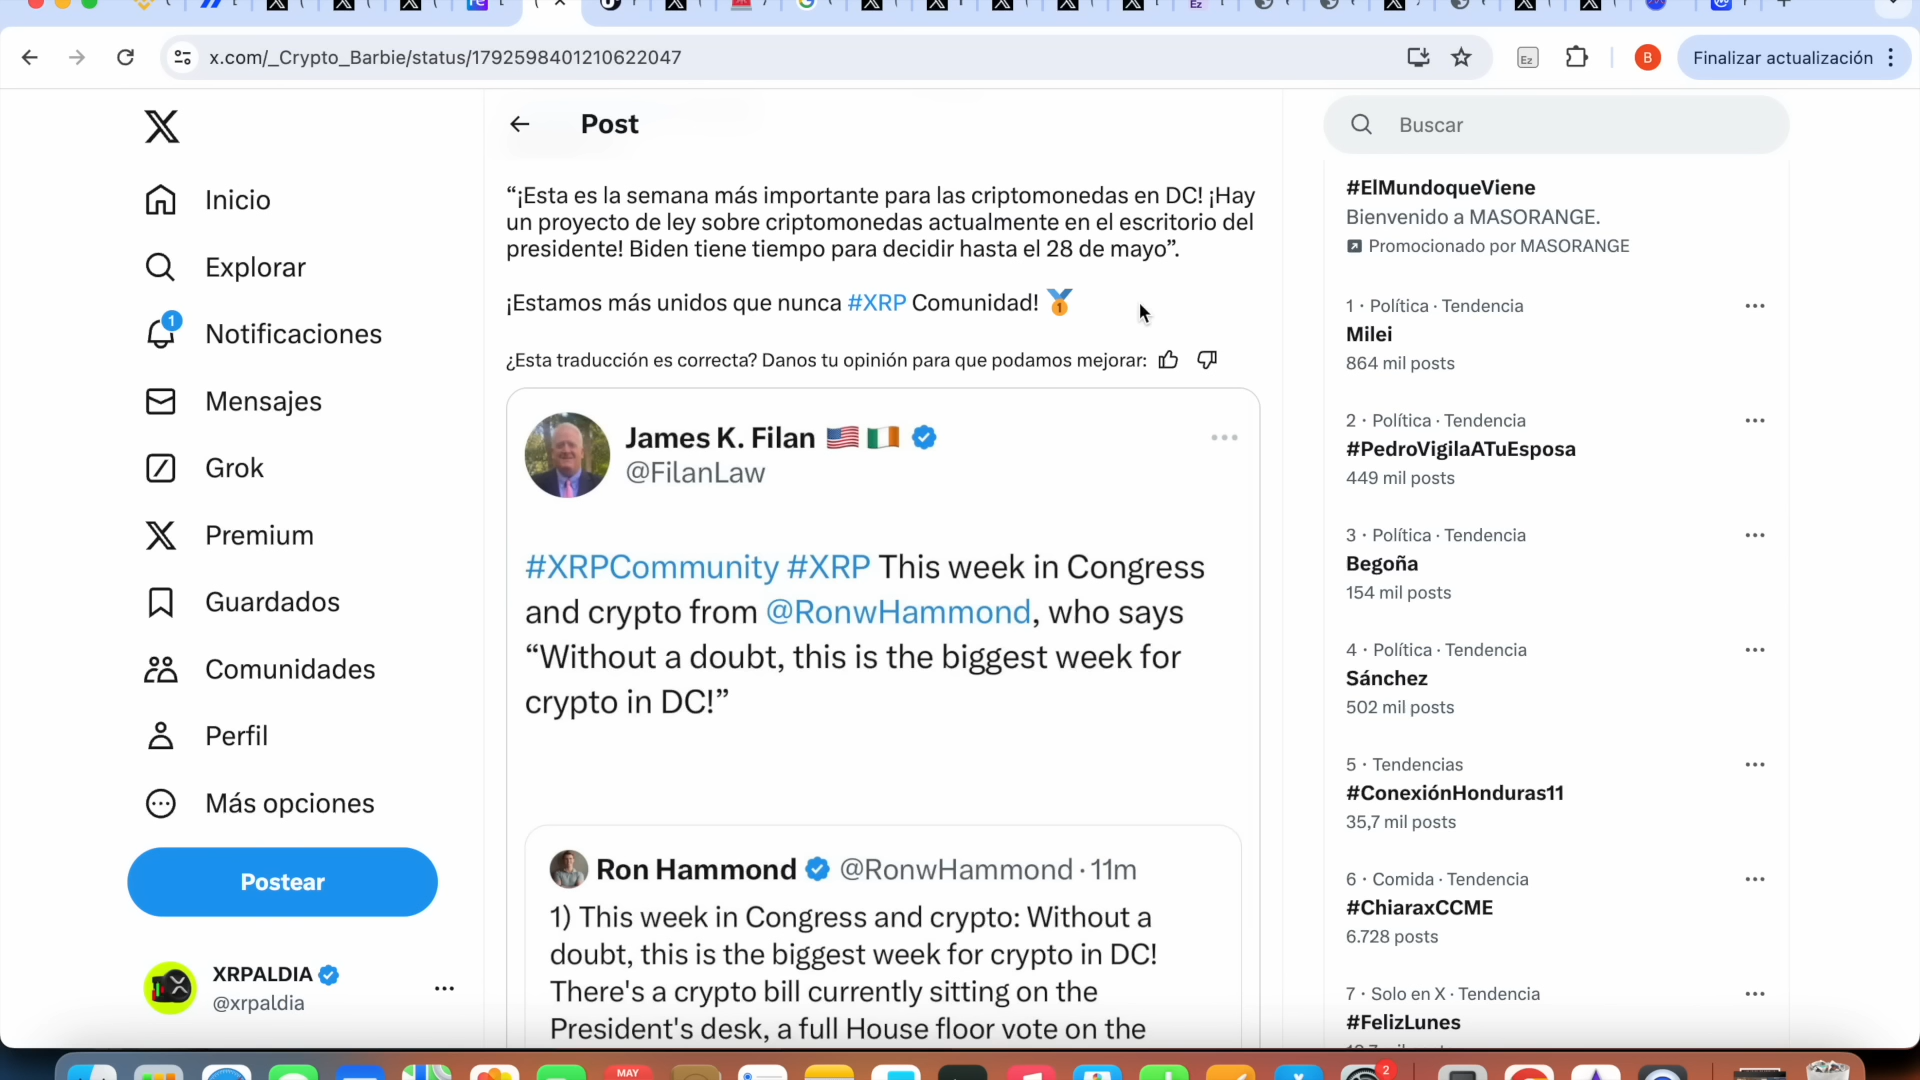 x.com/_Crypto_Barbie/status/1792598401210622047
Ez
B
Finalizar actualización
Post
Buscar
Inicio
Explorar
1
Notificaciones
Mensajes
Grok
Premium
Guardados
Comunidades
Perfil
Más opciones
Postear
XRPALDIA
@xrpaldia
“¡Esta es la semana más importante para las criptomonedas en DC! ¡Hay
un proyecto de ley sobre criptomonedas actualmente en el escritorio del
presidente! Biden tiene tiempo para decidir hasta el 28 de mayo”.
¡Estamos más unidos que nunca #XRP Comunidad! 🥇
¿Esta traducción es correcta? Danos tu opinión para que podamos mejorar:
James K. Filan 🇺🇸 🇮🇪
@FilanLaw
#XRPCommunity #XRP This week in Congress
and crypto from @RonwHammond, who says
“Without a doubt, this is the biggest week for
crypto in DC!”
Ron Hammond @RonwHammond · 11m
1) This week in Congress and crypto: Without a
doubt, this is the biggest week for crypto in DC!
There's a crypto bill currently sitting on the
President's desk, a full House floor vote on the
#ElMundoqueViene
Bienvenido a MASORANGE.
Promocionado por MASORANGE
1 · Política · Tendencia
Milei
864 mil posts
2 · Política · Tendencia
#PedroVigilaATuEsposa
449 mil posts
3 · Política · Tendencia
Begoña
154 mil posts
4 · Política · Tendencia
Sánchez
502 mil posts
5 · Tendencias
#ConexiónHonduras11
35,7 mil posts
6 · Comida · Tendencia
#ChiaraxCCME
6.728 posts
7 · Solo en X · Tendencia
#FelizLunes
MAY
2